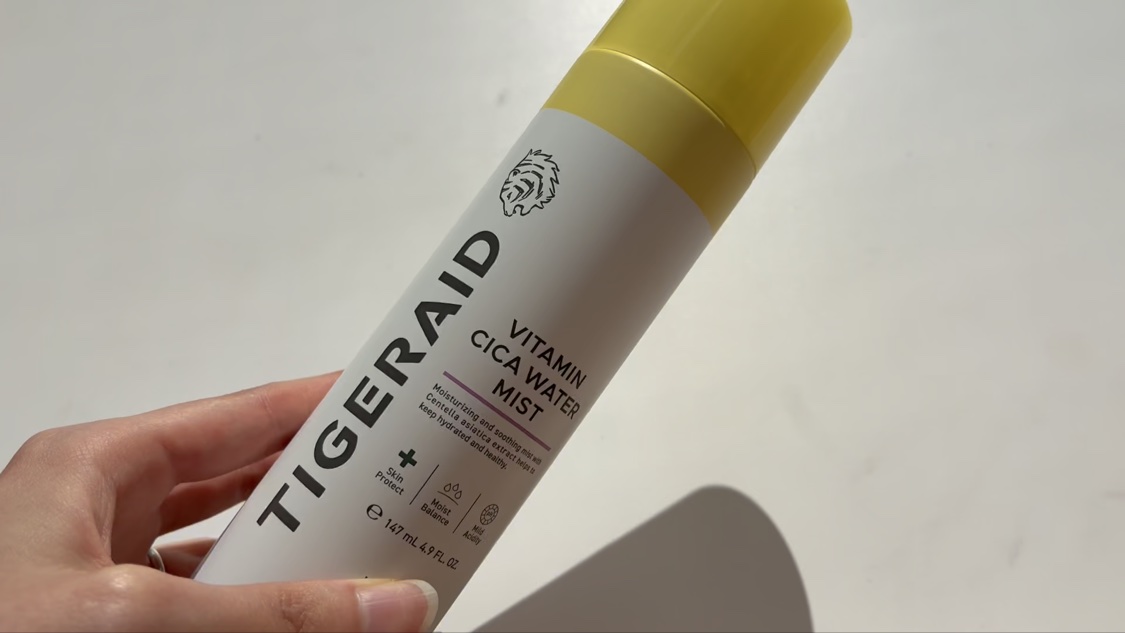 TIGERAID
VITAMIN
CICA WATER
MIST
Moisturizing and soothing mist with
Centella asiatica extract helps to
keep hydrated and healthy.
Skin
Protect
Moist
Balance
Mild
Acidity
℮ 147 mL 4.9 FL. OZ.